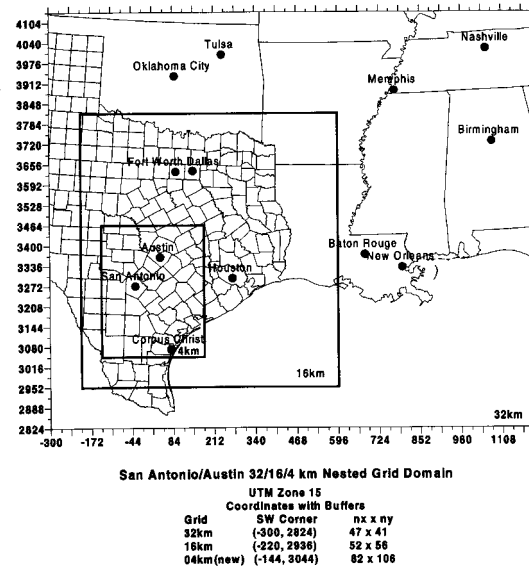 4104
4040
3976
3912
3848
3784
3720
3656
3592
3528
3464
3400
3336
3272
3208
3144
3080
3016
2952
2888
2824
Nashville
Tulsa
Oklahoma City
Memphis
Birmingham
Fort Worth Dallas
Austin
Baton Rouge
New Orleans
San Antonio
Houston
Corpus Christ
4km
16km
32km
-300 -172 -44 84 212 340 468 596 724 852 980 1108
San Antonio/Austin 32/16/4 km Nested Grid Domain
UTM Zone 15
Coordinates with Buffers
Grid SW Corner nx x ny
32km (-300, 2824) 47 x 41
16km (-220, 2936) 52 x 56
04km(new) (-144, 3044) 82 x 106